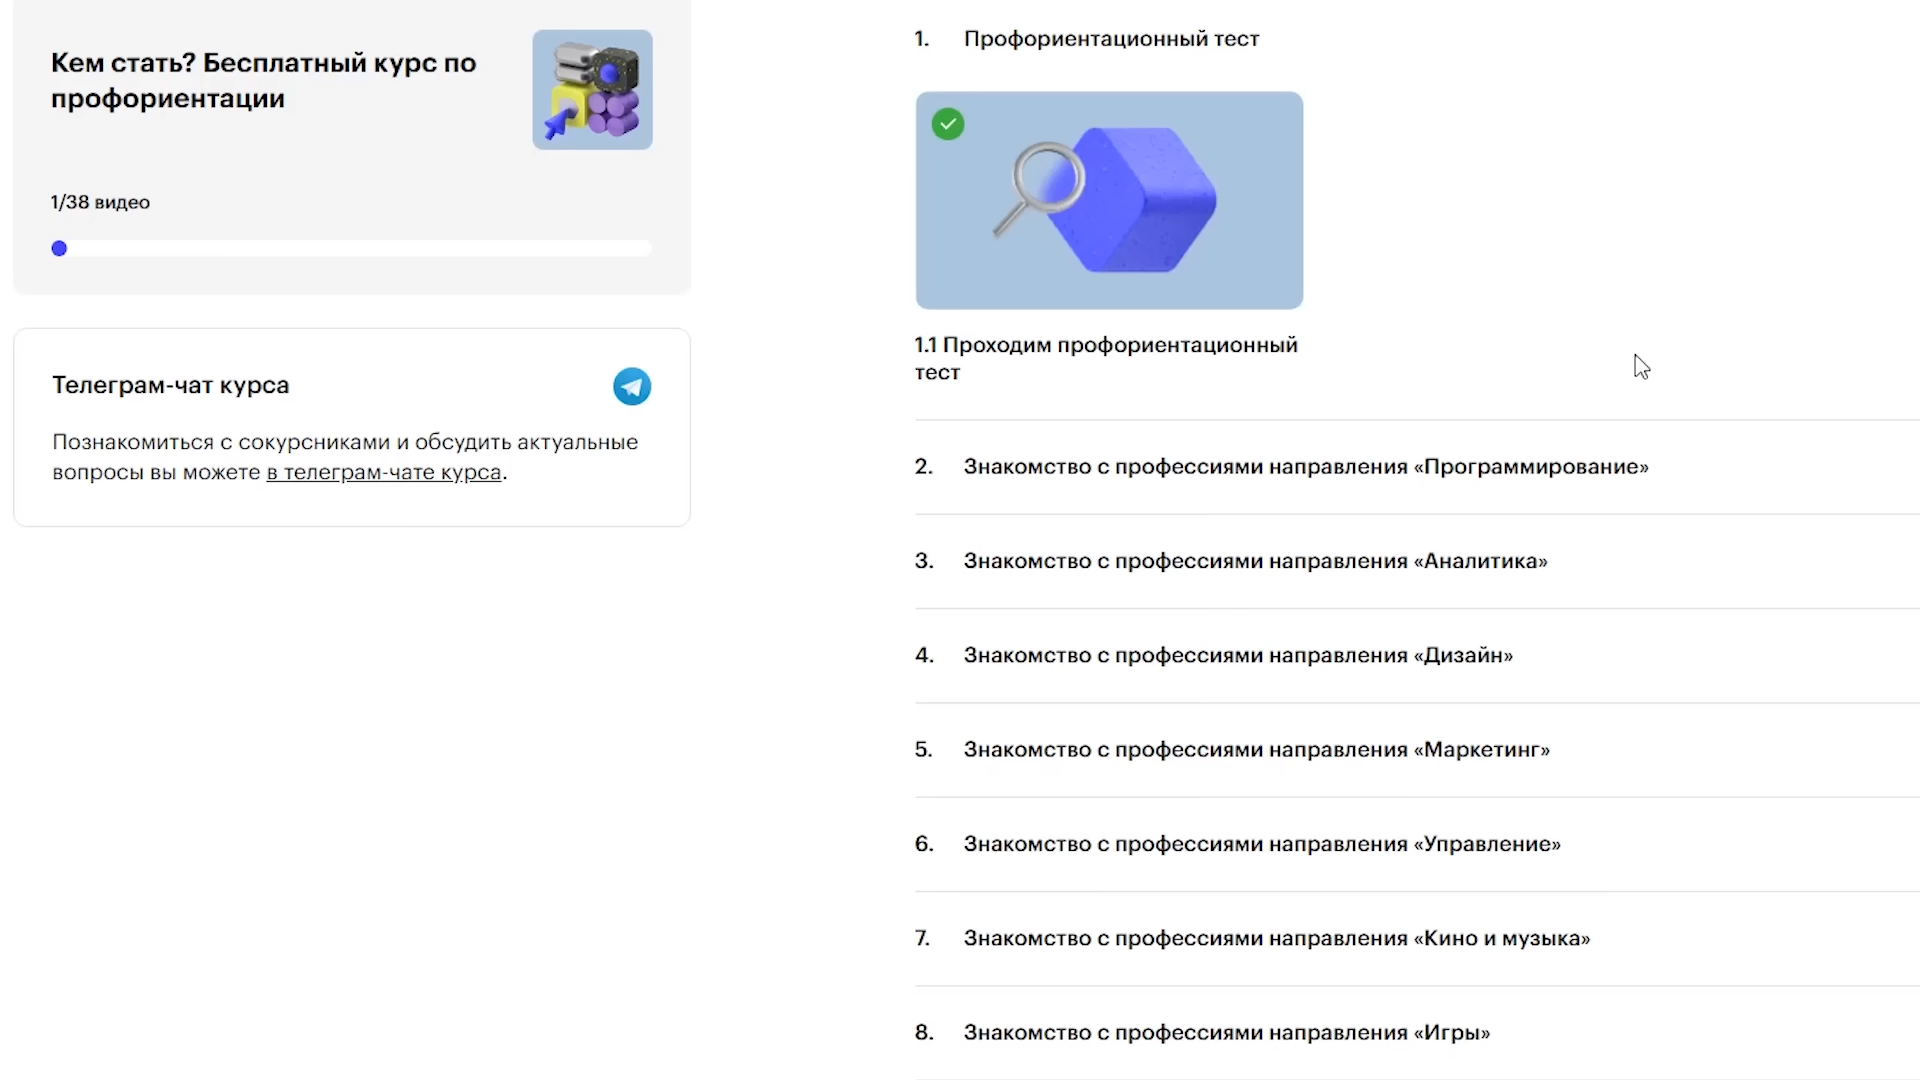 Кем стать? Бесплатный курс по
профориентации
1/38 видео
Телеграм-чат курса
Познакомиться с сокурсниками и обсудить актуальные
вопросы вы можете в телеграм-чате курса.
1. Профориентационный тест
1.1 Проходим профориентационный
тест
2. Знакомство с профессиями направления «Программирование»
3. Знакомство с профессиями направления «Аналитика»
4. Знакомство с профессиями направления «Дизайн»
5. Знакомство с профессиями направления «Маркетинг»
6. Знакомство с профессиями направления «Управление»
7. Знакомство с профессиями направления «Кино и музыка»
8. Знакомство с профессиями направления «Игры»